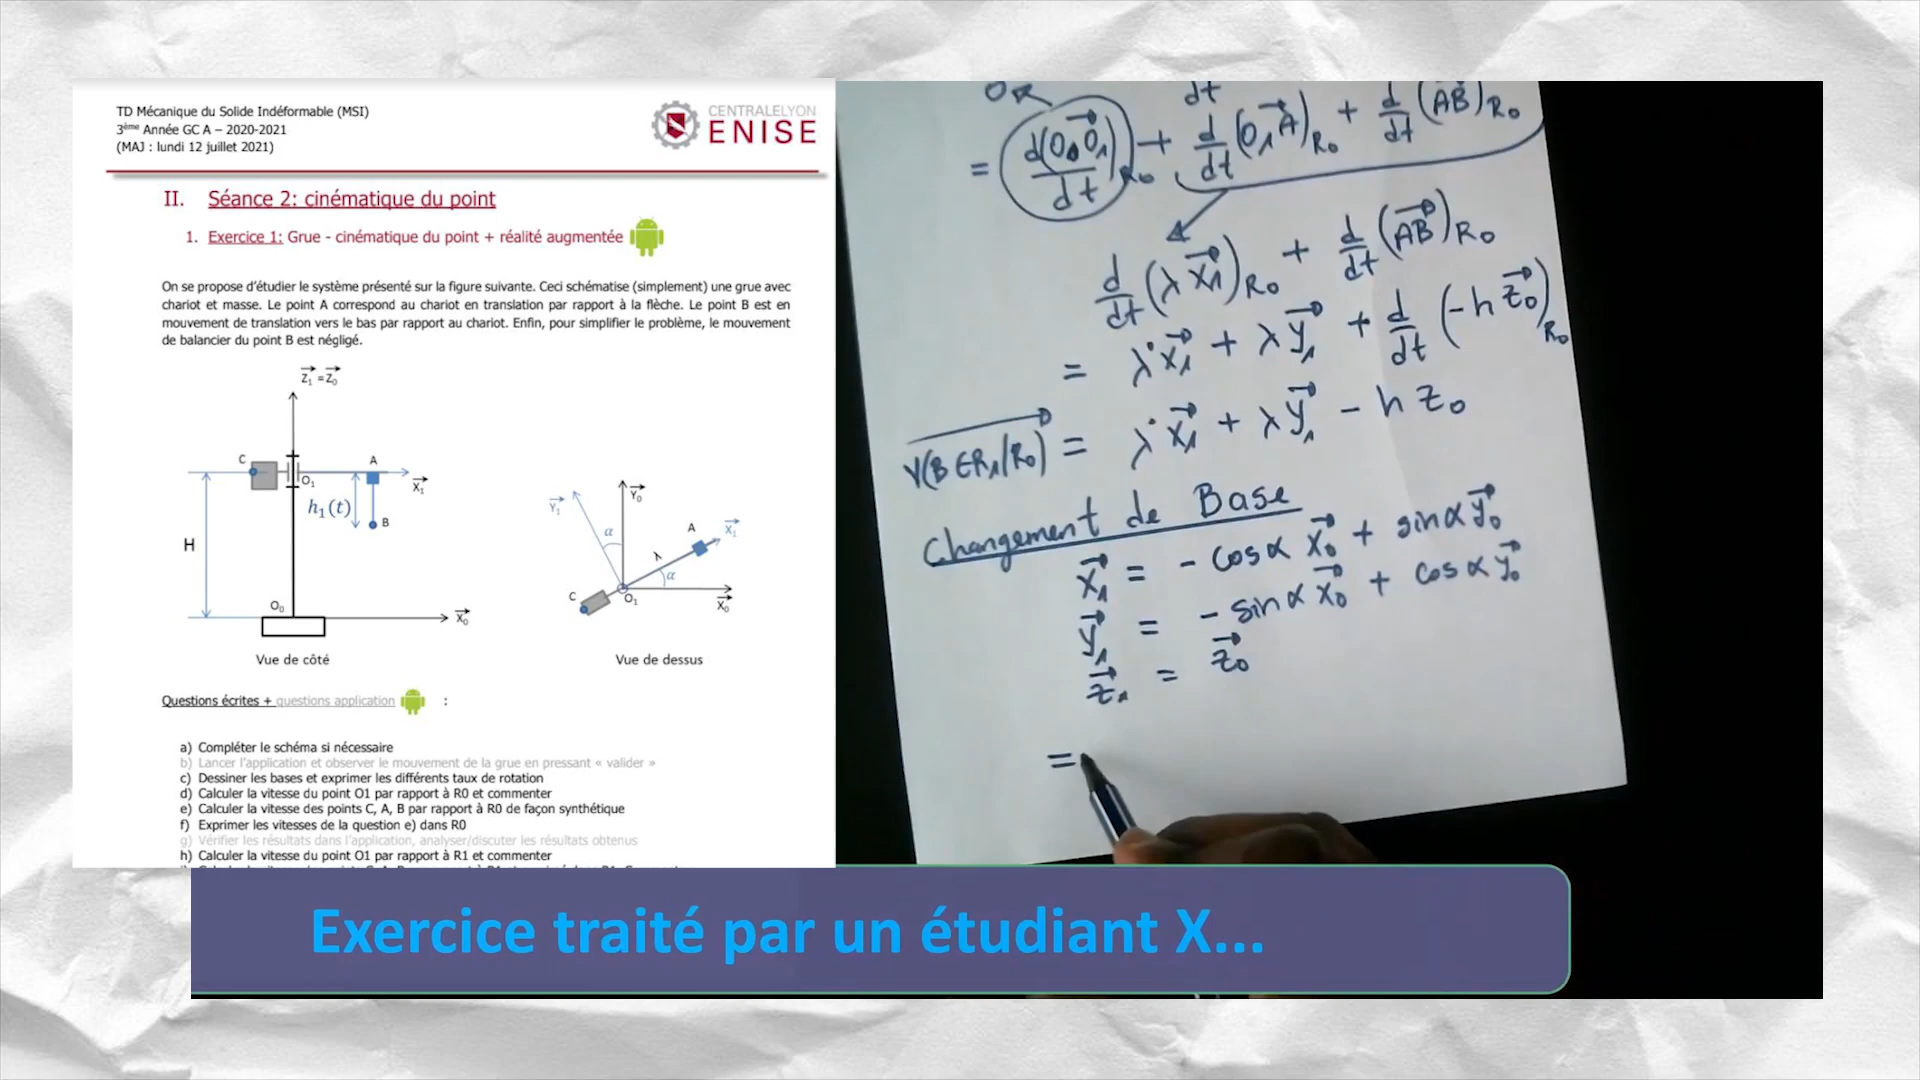 TD Mécanique du Solide Indéformable (MSI)
3ème Année GC A – 2020-2021
(MAJ : lundi 12 juillet 2021)
CENTRALELYON
ENISE
II. Séance 2: cinématique du point
1. Exercice 1: Grue - cinématique du point + réalité augmentée
On se propose d'étudier le système présenté sur la figure suivante. Ceci schématise (simplement) une grue avec
chariot et masse. Le point A correspond au chariot en translation par rapport à la flèche. Le point B est en
mouvement de translation vers le bas par rapport au chariot. Enfin, pour simplifier le problème, le mouvement
de balancier du point B est négligé.
Z1 = Z0
C
O1
A
X1
h1(t)
B
H
O0
X0
Vue de côté
Y1
Y0
α
A
X1
λ
α
C
O1
X0
Vue de dessus
Questions écrites + questions application :
a) Compléter le schéma si nécessaire
b) Lancer l'application et observer le mouvement de la grue en pressant « valider »
c) Dessiner les bases et exprimer les différents taux de rotation
d) Calculer la vitesse du point O1 par rapport à R0 et commenter
e) Calculer la vitesse des points C, A, B par rapport à R0 de façon synthétique
f) Exprimer les vitesses de la question e) dans R0
g) Vérifier les résultats dans l'application, analyser/discuter les résultats obtenus
h) Calculer la vitesse du point O1 par rapport à R1 et commenter
= d(O0O1)/dt R0 + d/dt (O1A)R0 + d/dt (AB)R0
d/dt (λ x1)R0 + d/dt (AB)R0
= λ̇ x1 + λ y1 + d/dt (-h z0)R0
V(B∈R1/R0) = λ̇ x1 + λ y1 - h z0
Changement de Base
x1 = - cosα x0 + sinα y0
y1 = - sinα x0 + cosα y0
z1 = z0
=
Exercice traité par un étudiant X...